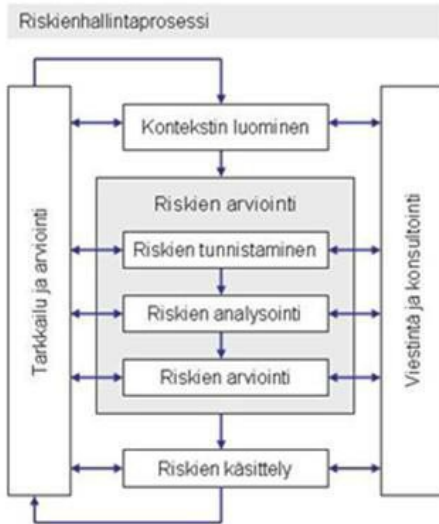 Riskienhallintaprosessi
Tarkkailu ja arviointi
Kontekstin luominen
Riskien arviointi
Riskien tunnistaminen
Riskien analysointi
Riskien arviointi
Riskien käsittely
Viestintä ja konsultointi